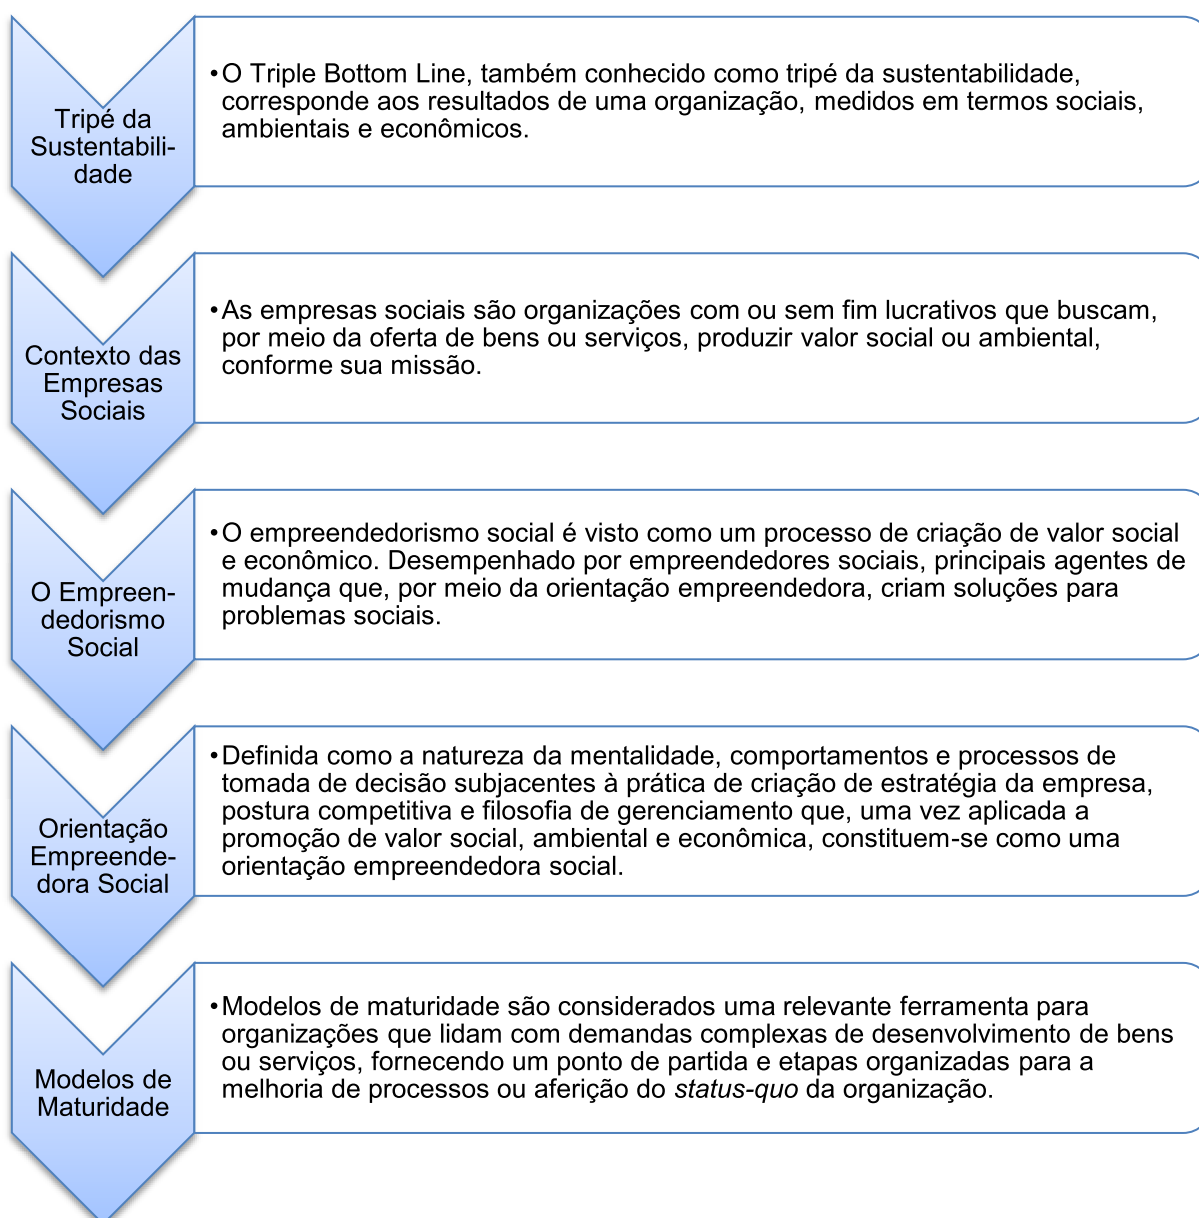 Tripé da
Sustentabili-
dade
•O Triple Bottom Line, também conhecido como tripé da sustentabilidade,
corresponde aos resultados de uma organização, medidos em termos sociais,
ambientais e econômicos.
Contexto das
Empresas
Sociais
•As empresas sociais são organizações com ou sem fim lucrativos que buscam,
por meio da oferta de bens ou serviços, produzir valor social ou ambiental,
conforme sua missão.
O Empreen-
dedorismo
Social
•O empreendedorismo social é visto como um processo de criação de valor social
e econômico. Desempenhado por empreendedores sociais, principais agentes de
mudança que, por meio da orientação empreendedora, criam soluções para
problemas sociais.
Orientação
Empreende-
dora Social
•Definida como a natureza da mentalidade, comportamentos e processos de
tomada de decisão subjacentes à prática de criação de estratégia da empresa,
postura competitiva e filosofia de gerenciamento que, uma vez aplicada a
promoção de valor social, ambiental e econômica, constituem-se como uma
orientação empreendedora social.
Modelos de
Maturidade
•Modelos de maturidade são considerados uma relevante ferramenta para
organizações que lidam com demandas complexas de desenvolvimento de bens
ou serviços, fornecendo um ponto de partida e etapas organizadas para a
melhoria de processos ou aferição do status-quo da organização.